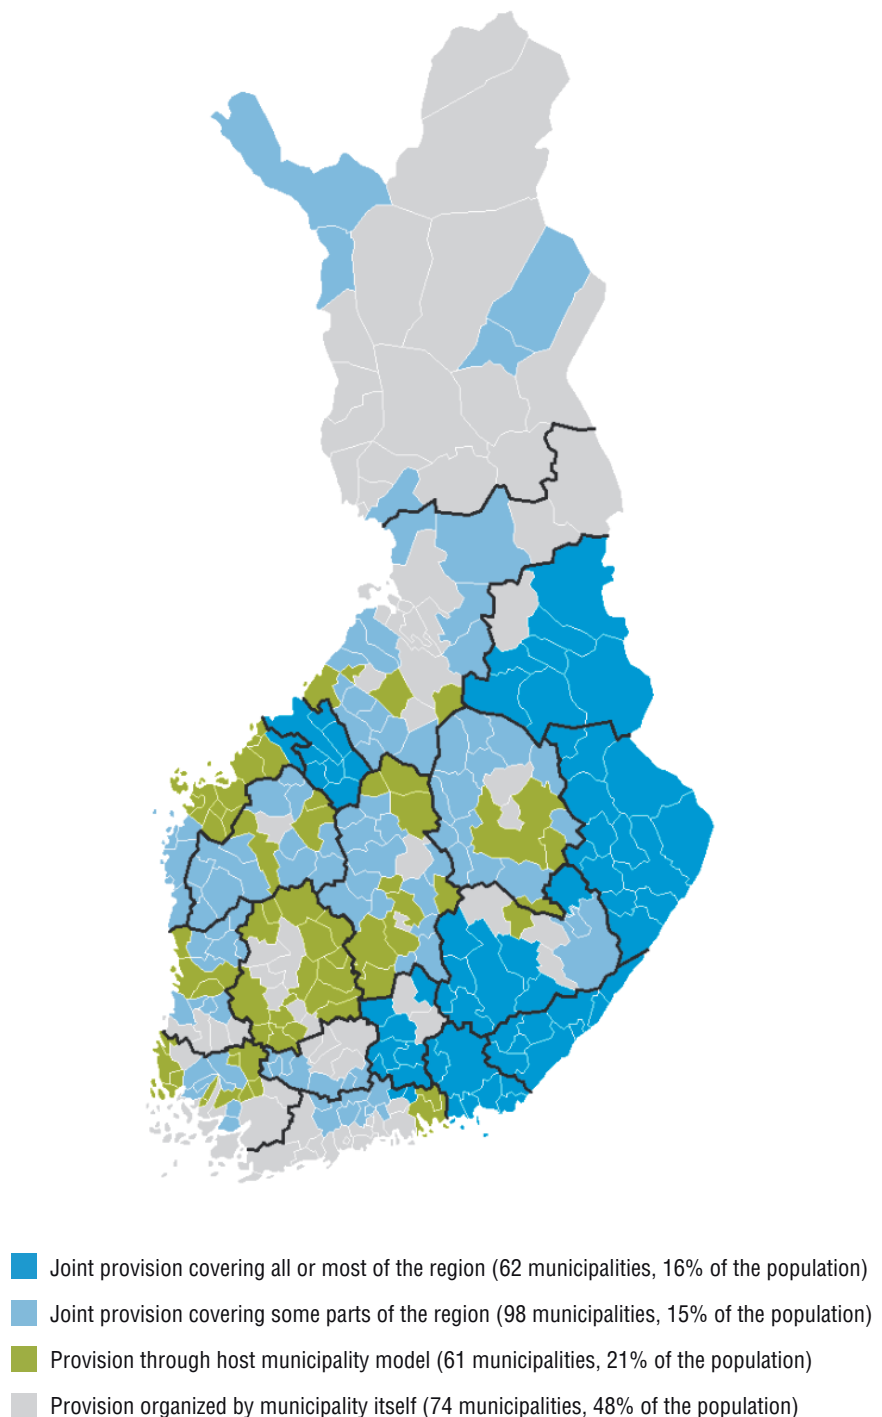 Joint provision covering all or most of the region (62 municipalities, 16% of the population)
Joint provision covering some parts of the region (98 municipalities, 15% of the population)
Provision through host municipality model (61 municipalities, 21% of the population)
Provision organized by municipality itself (74 municipalities, 48% of the population)